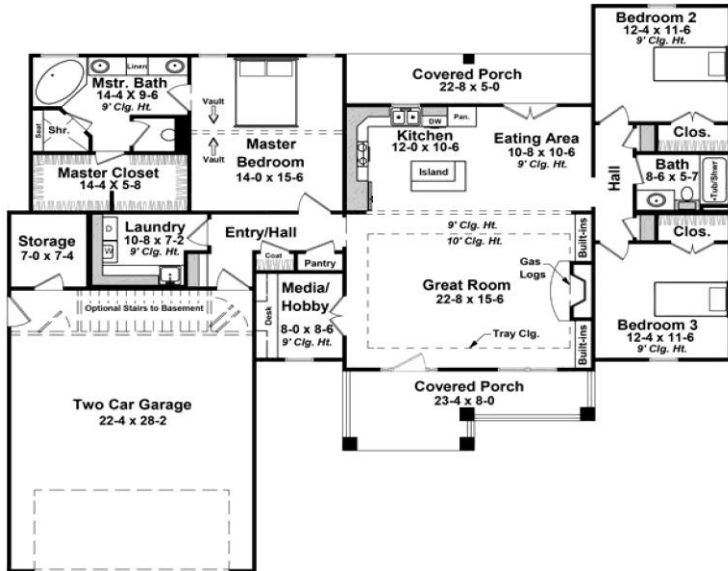 Bedroom 2
12-4 x 11-6
9' Clg. Ht.
Linen
Mstr. Bath
14-4 X 9-6
9' Clg. Ht.
Seat
Shr.
Vault
Vault
Master
Bedroom
14-0 x 15-6
Covered Porch
22-8 x 5-0
DW
Pan.
Kitchen
12-0 x 10-6
Island
Eating Area
10-8 x 10-6
9' Clg. Ht.
Hall
Clos.
Bath
8-6 x 5-7
Tub/Shwr
Clos.
Master Closet
14-4 x 5-8
Storage
7-0 x 7-4
D
W
Laundry
10-8 x 7-2
9' Clg. Ht.
Entry/Hall
Coat
Pantry
9' Clg. Ht.
10' Clg. Ht.
Built-ins
Great Room
22-8 x 15-6
Gas
Logs
Tray Clg.
Built-ins
Media/
Hobby
8-0 x 8-6
9' Clg. Ht.
Desk
Bedroom 3
12-4 x 11-6
9' Clg. Ht.
Optional Stairs to Basement
Two Car Garage
22-4 x 28-2
Covered Porch
23-4 x 8-0